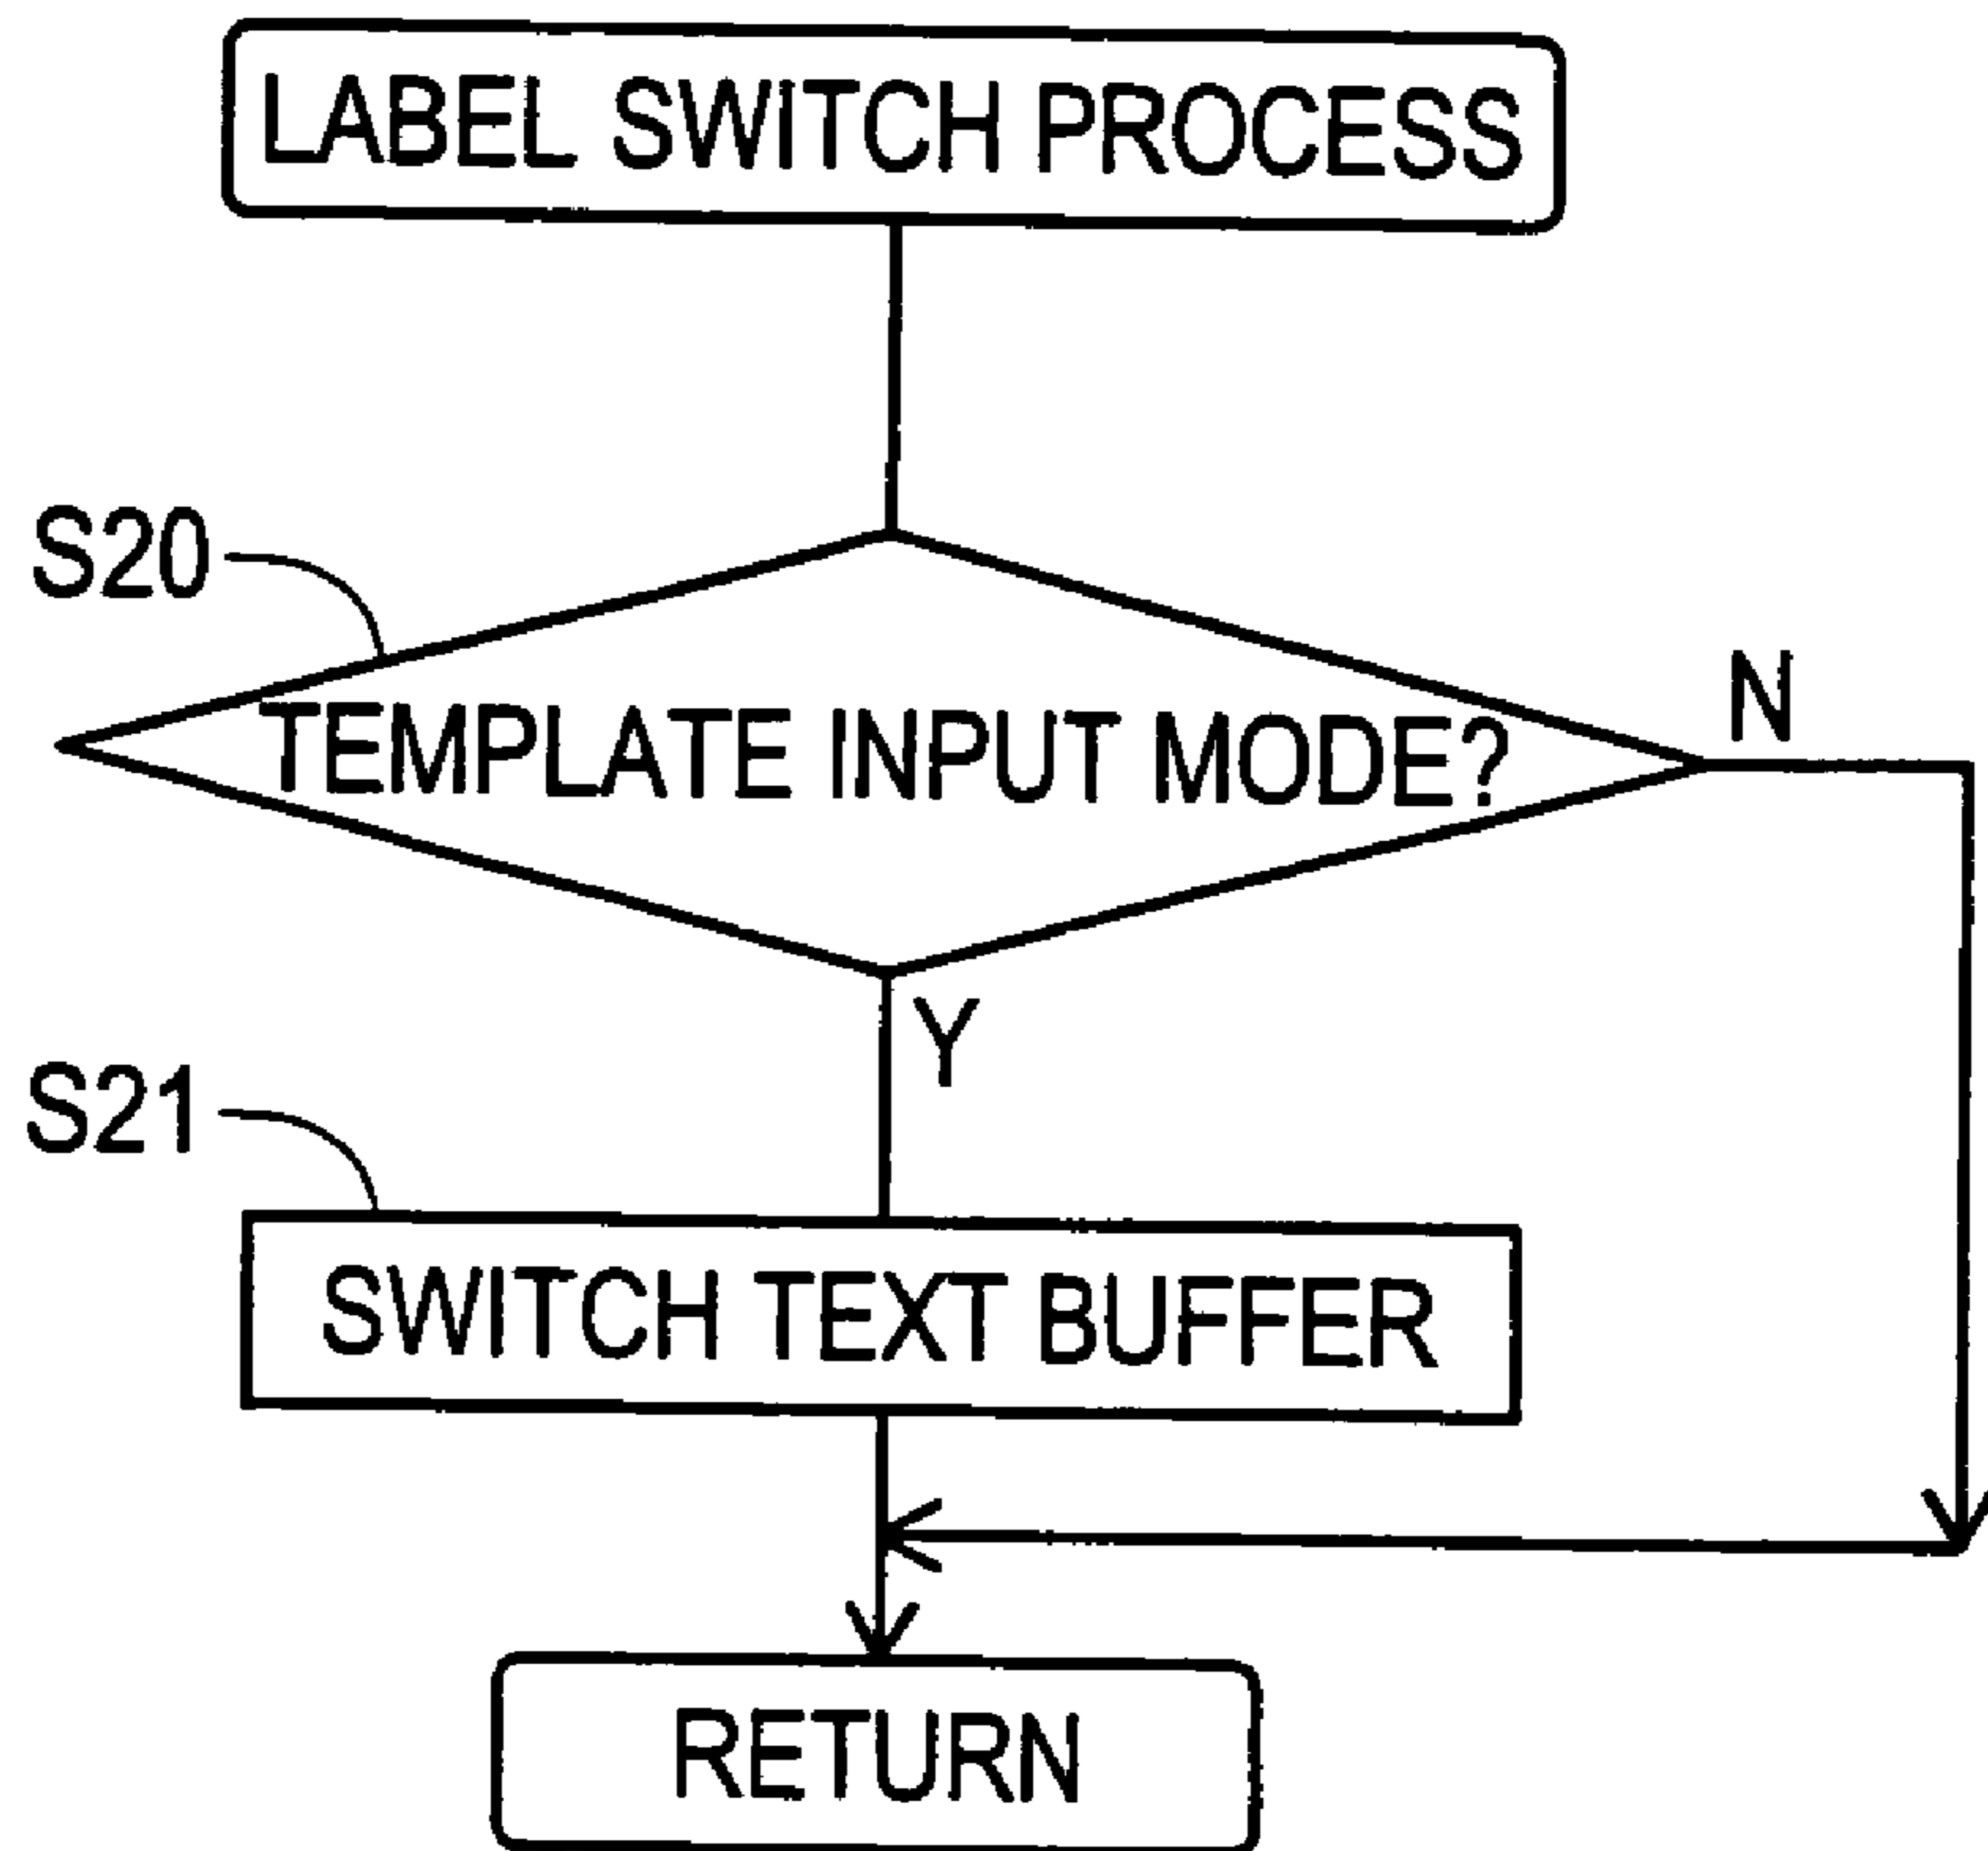 LABEL SWITCH PROCESS
S20
N
TEMPLATE INPUT MODE?
Y
S21
SWITCH TEXT BUFFER
RETURN